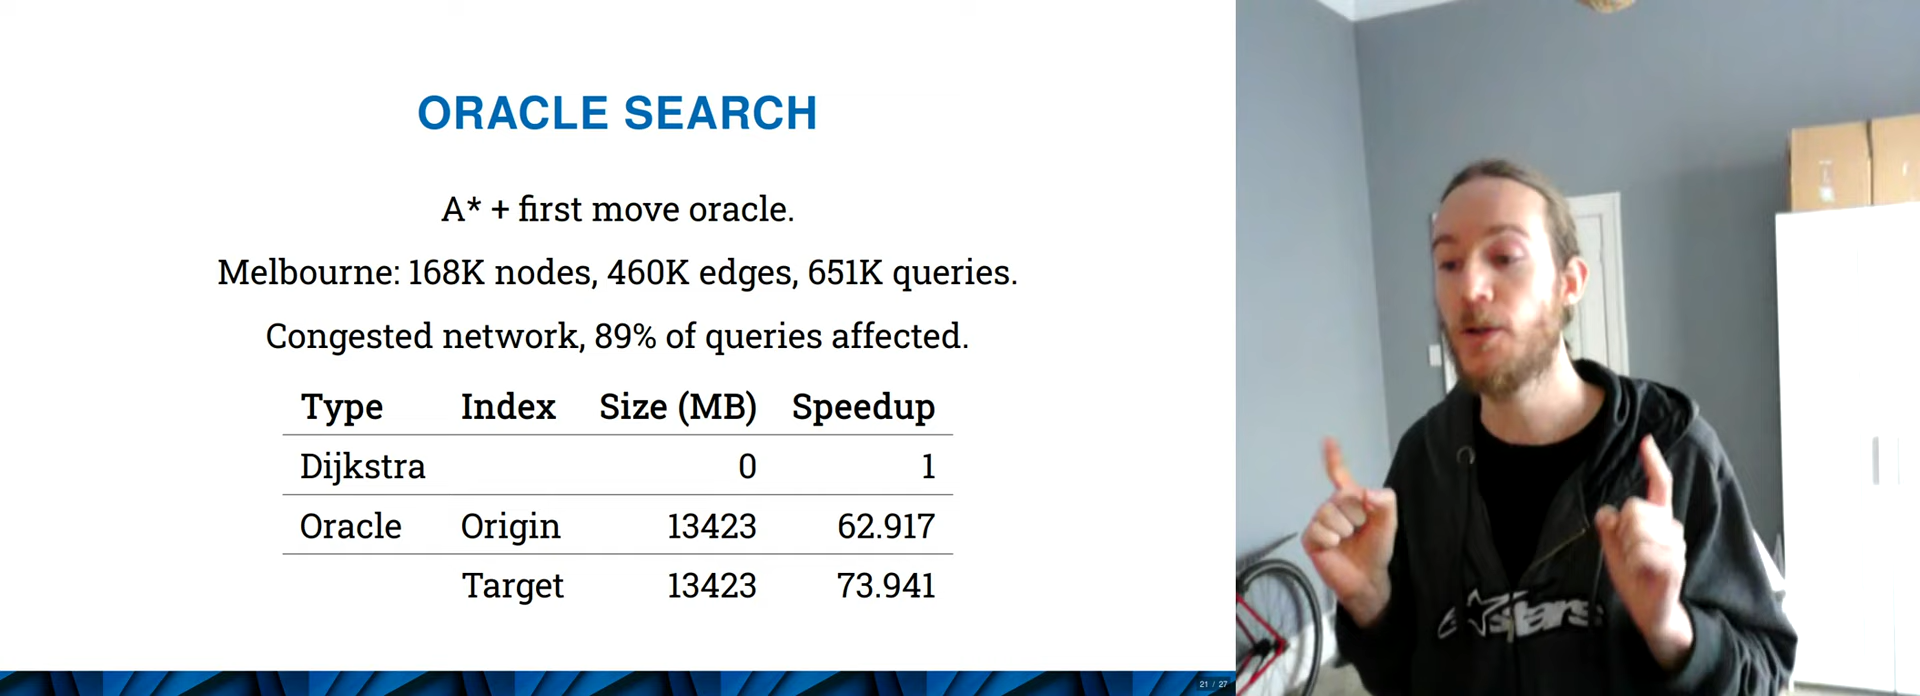 ORACLE SEARCH
A* + first move oracle.
Melbourne: 168K nodes, 460K edges, 651K queries.
Congested network, 89% of queries affected.
Type Index Size (MB) Speedup
Dijkstra 0 1
Oracle Origin 13423 62.917
Target 13423 73.941
21 / 27